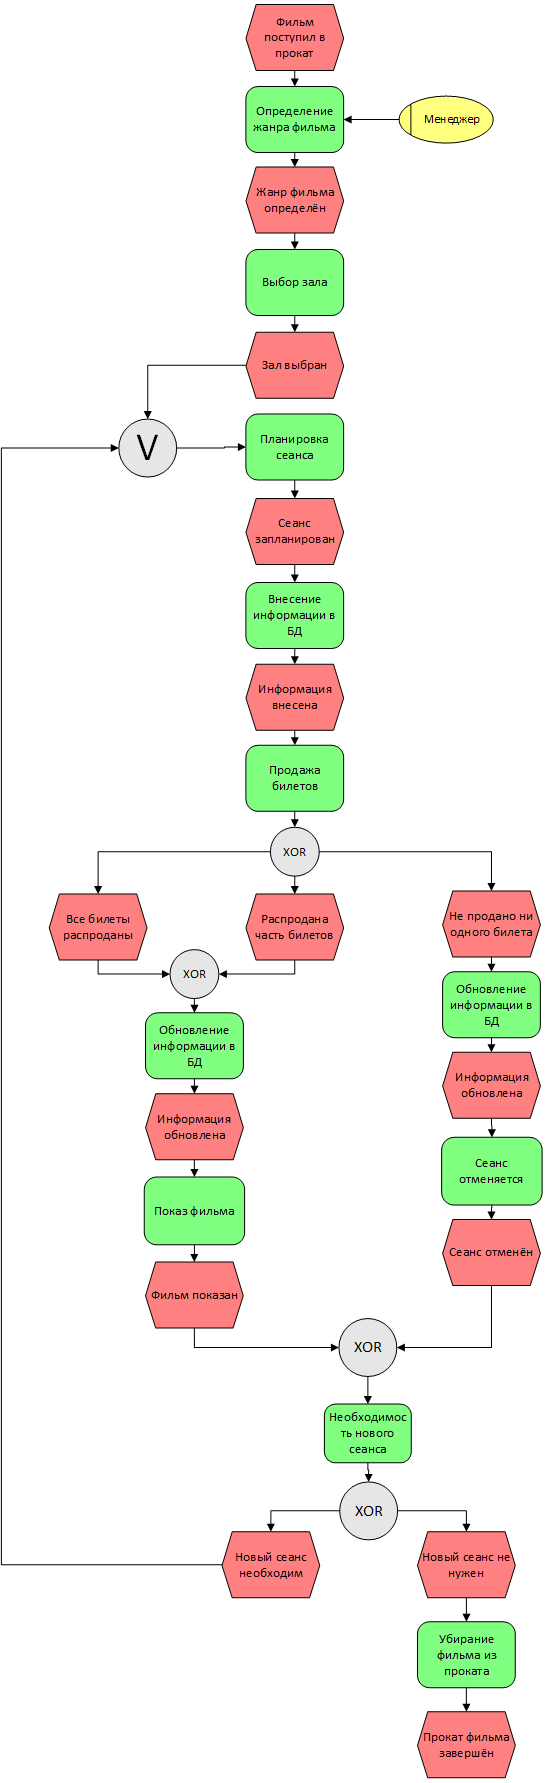 Фильм
поступил в
прокат
Определение
жанра фильма
Менеджер
Жанр фильма
определён
Выбор зала
Зал выбран
V
Планировка
сеанса
Сеанс
запланирован
Внесение
информации в
БД
Информация
внесена
Продажа
билетов
XOR
Все билеты
распроданы
Распродана
часть билетов
Не продано ни
одного билета
XOR
Обновление
информации в
БД
Обновление
информации в
БД
Информация
обновлена
Информация
обновлена
Показ фильма
Сеанс
отменяется
Фильм показан
Сеанс отменён
XOR
Необходимос
ть нового
сеанса
XOR
Новый сеанс
необходим
Новый сеанс не
нужен
Убирание
фильма из
проката
Прокат фильма
завершён